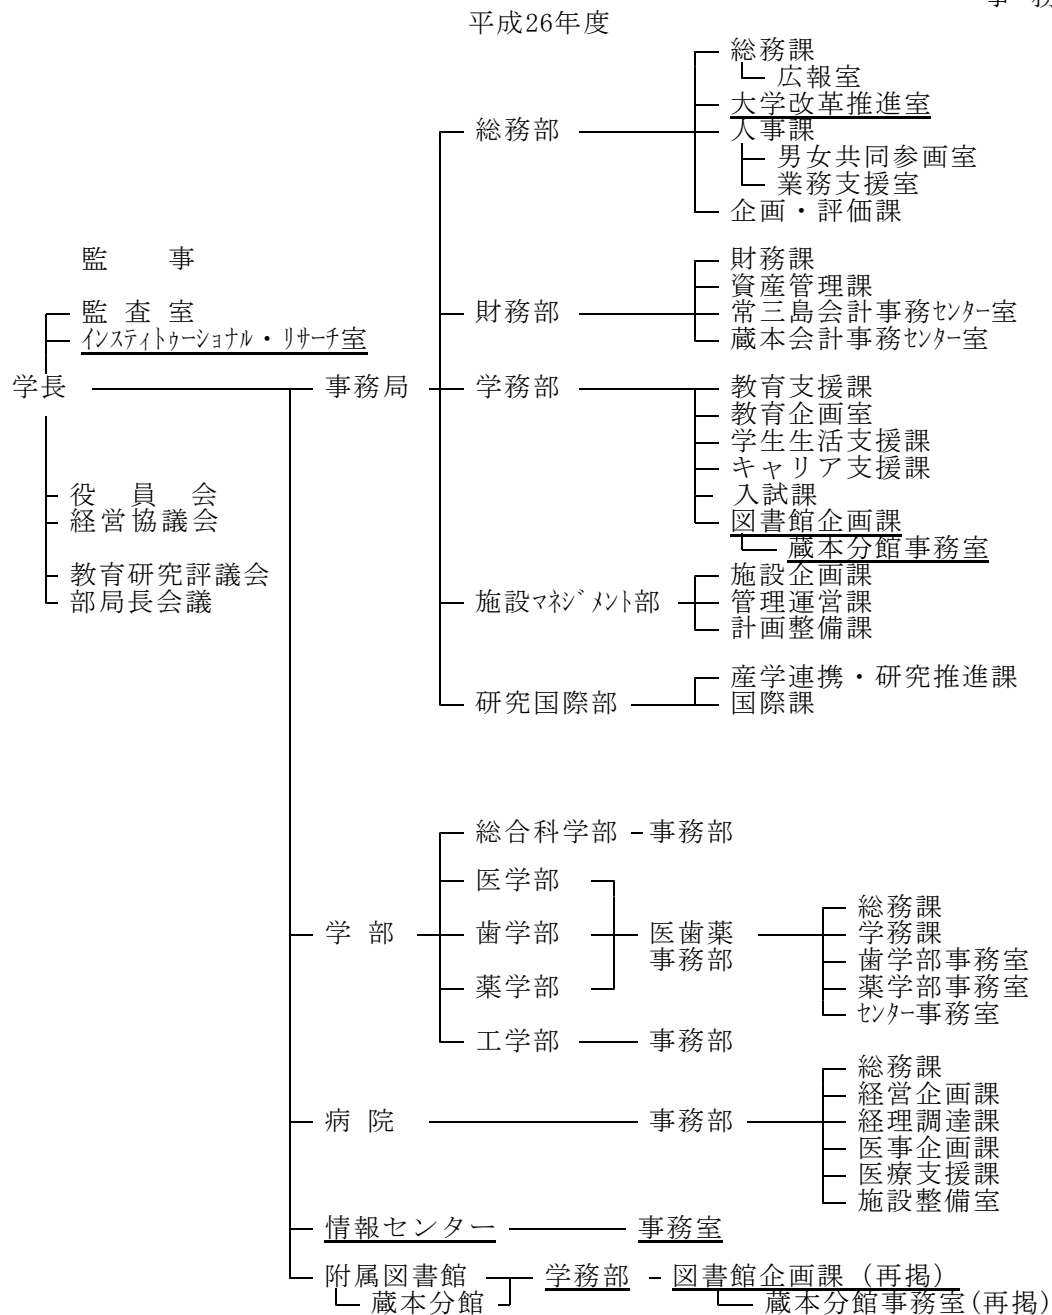 事 務
平成26年度
総務課
広報室
大学改革推進室
総務部
人事課
男女共同参画室
業務支援室
企画・評価課
監 事
財務課
資産管理課
監 査 室
財務部
常三島会計事務センター室
インスティトゥーショナル・リサーチ室
蔵本会計事務センター室
学長
事務局
学務部
教育支援課
教育企画室
学生生活支援課
キャリア支援課
役 員 会
入試課
経営協議会
図書館企画課
蔵本分館事務室
教育研究評議会
施設企画課
部局長会議
施設マネジメント部
管理運営課
計画整備課
産学連携・研究推進課
研究国際部
国際課
総合科学部
事務部
医学部
総務課
学 部
歯学部
医歯薬
学務課
事務部
歯学部事務室
薬学部
薬学部事務室
センター事務室
工学部
事務部
総務課
経営企画課
病 院
事務部
経理調達課
医事企画課
医療支援課
施設整備室
情報センター
事務室
附属図書館
学務部
図書館企画課（再掲）
蔵本分館
蔵本分館事務室(再掲)